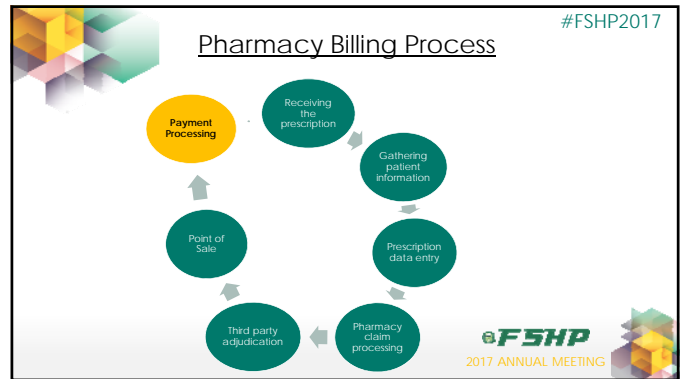 #FSHP2017
Pharmacy Billing Process
Receiving
the
prescription
Gathering
patient
information
Prescription
data entry
Pharmacy
claim
processing
Third party
adjudication
Point of
Sale
Payment
Processing
FSHP
2017 ANNUAL MEETING